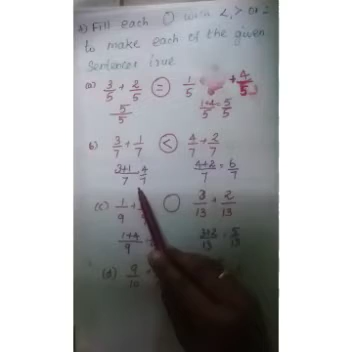 Fill each ○ with <, > or =
to make each of the given
Sentences true
(a) 3/5 + 2/5 = 1/5 + 4/5
5/5 1+4/5 5/5
b) 3/7 + 1/7 < 4/7 + 2/7
3+1/7 4/7 4+2/7 = 6/7
(c) 1/9 + ○ 3/13 + 2/13
1+4/9 3+2/13 = 5/13
(d) 9/10